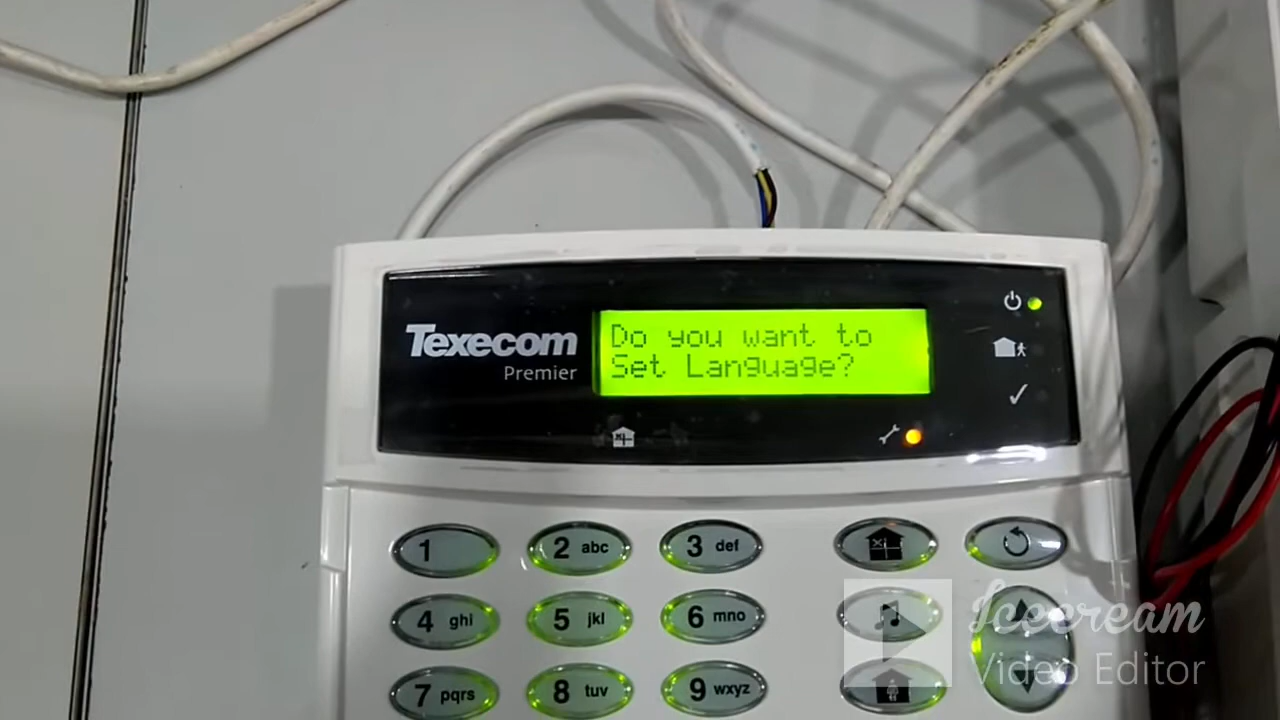 Texecom
Premier
Do you want to
Set Language?
1
2 abc
3 def
4 ghi
5 jkl
6 mno
7 pqrs
8 tuv
9 wxyz
Icecream
Video Editor